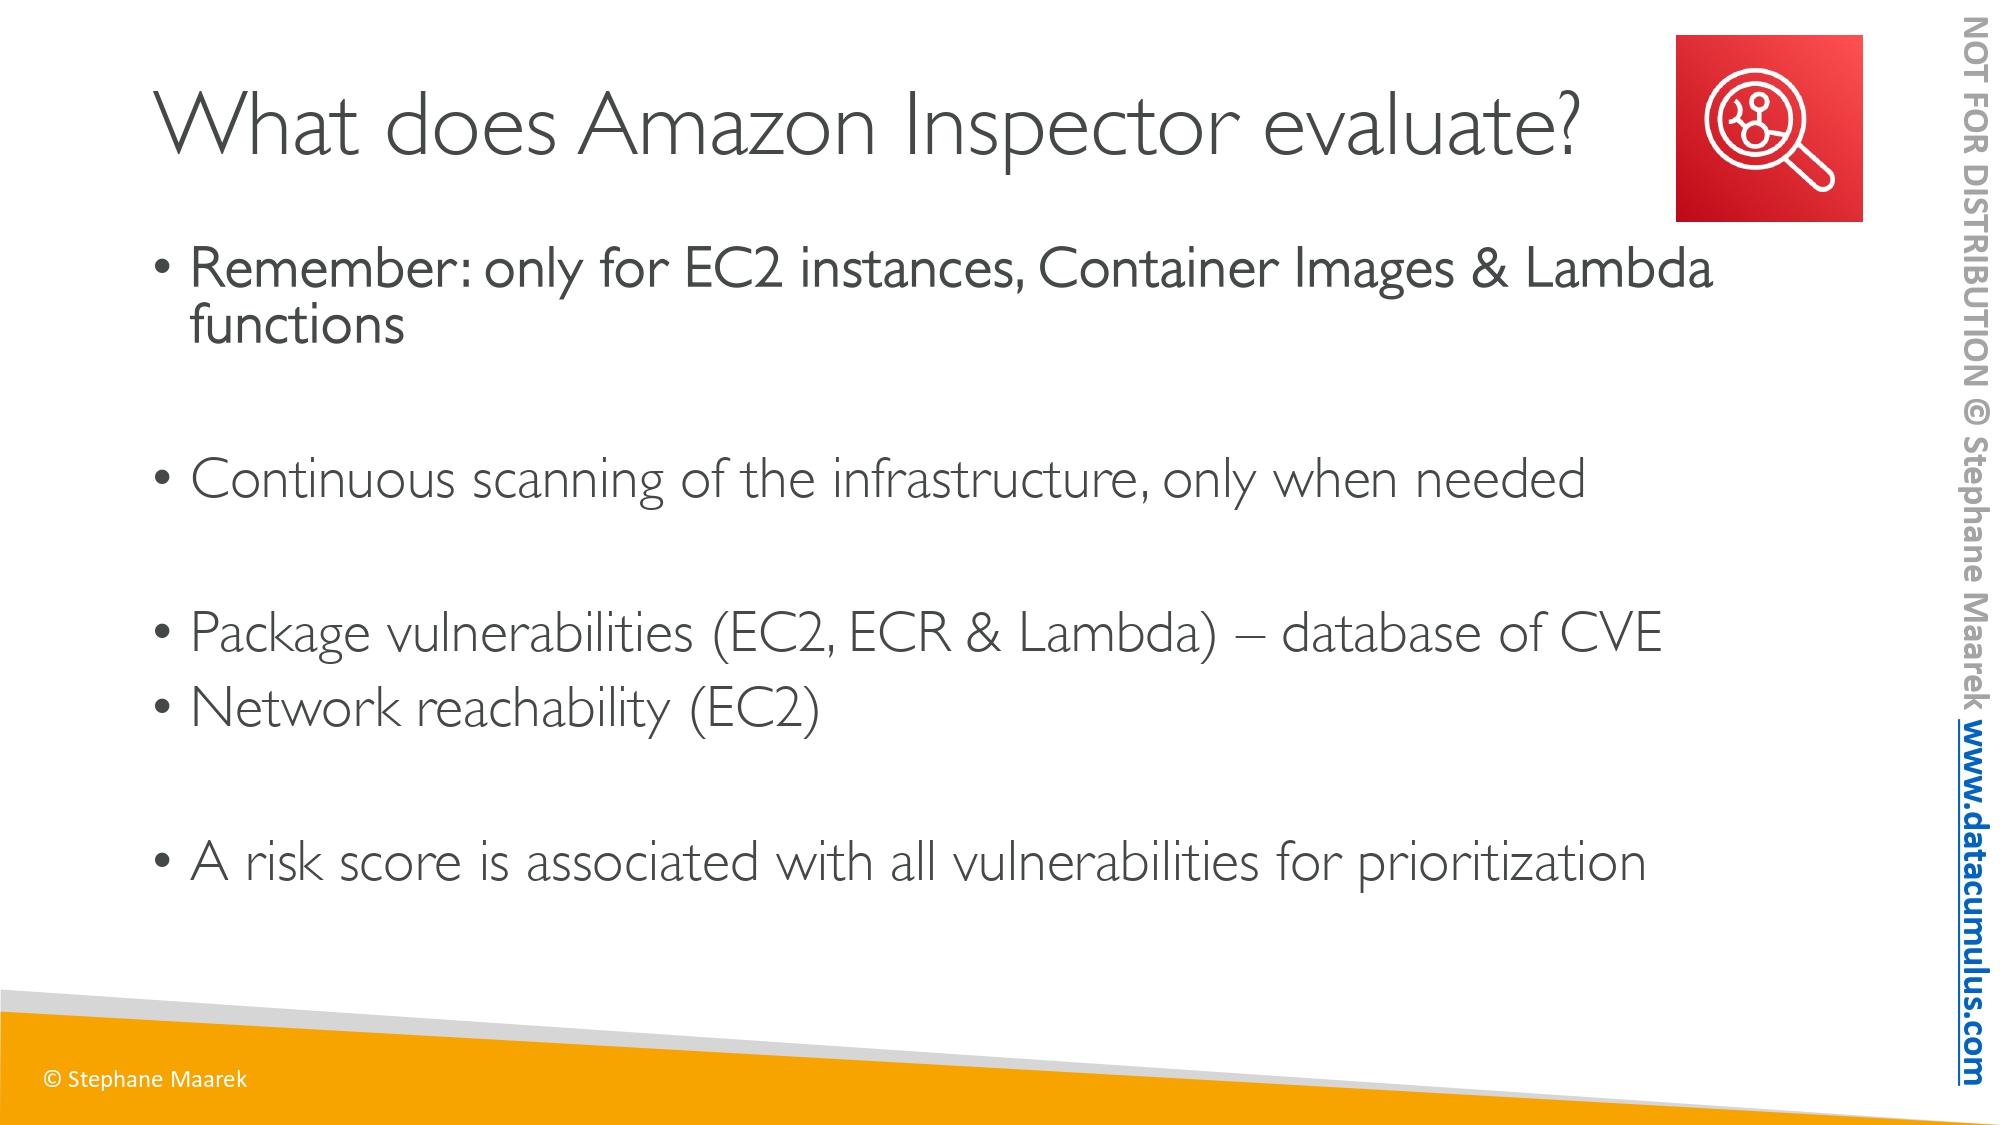 What does Amazon Inspector evaluate?
• Remember: only for EC2 instances, Container Images & Lambda
functions
• Continuous scanning of the infrastructure, only when needed
• Package vulnerabilities (EC2, ECR & Lambda) – database of CVE
• Network reachability (EC2)
• A risk score is associated with all vulnerabilities for prioritization
© Stephane Maarek
NOT FOR DISTRIBUTION © Stephane Maarek www.datacumulus.com